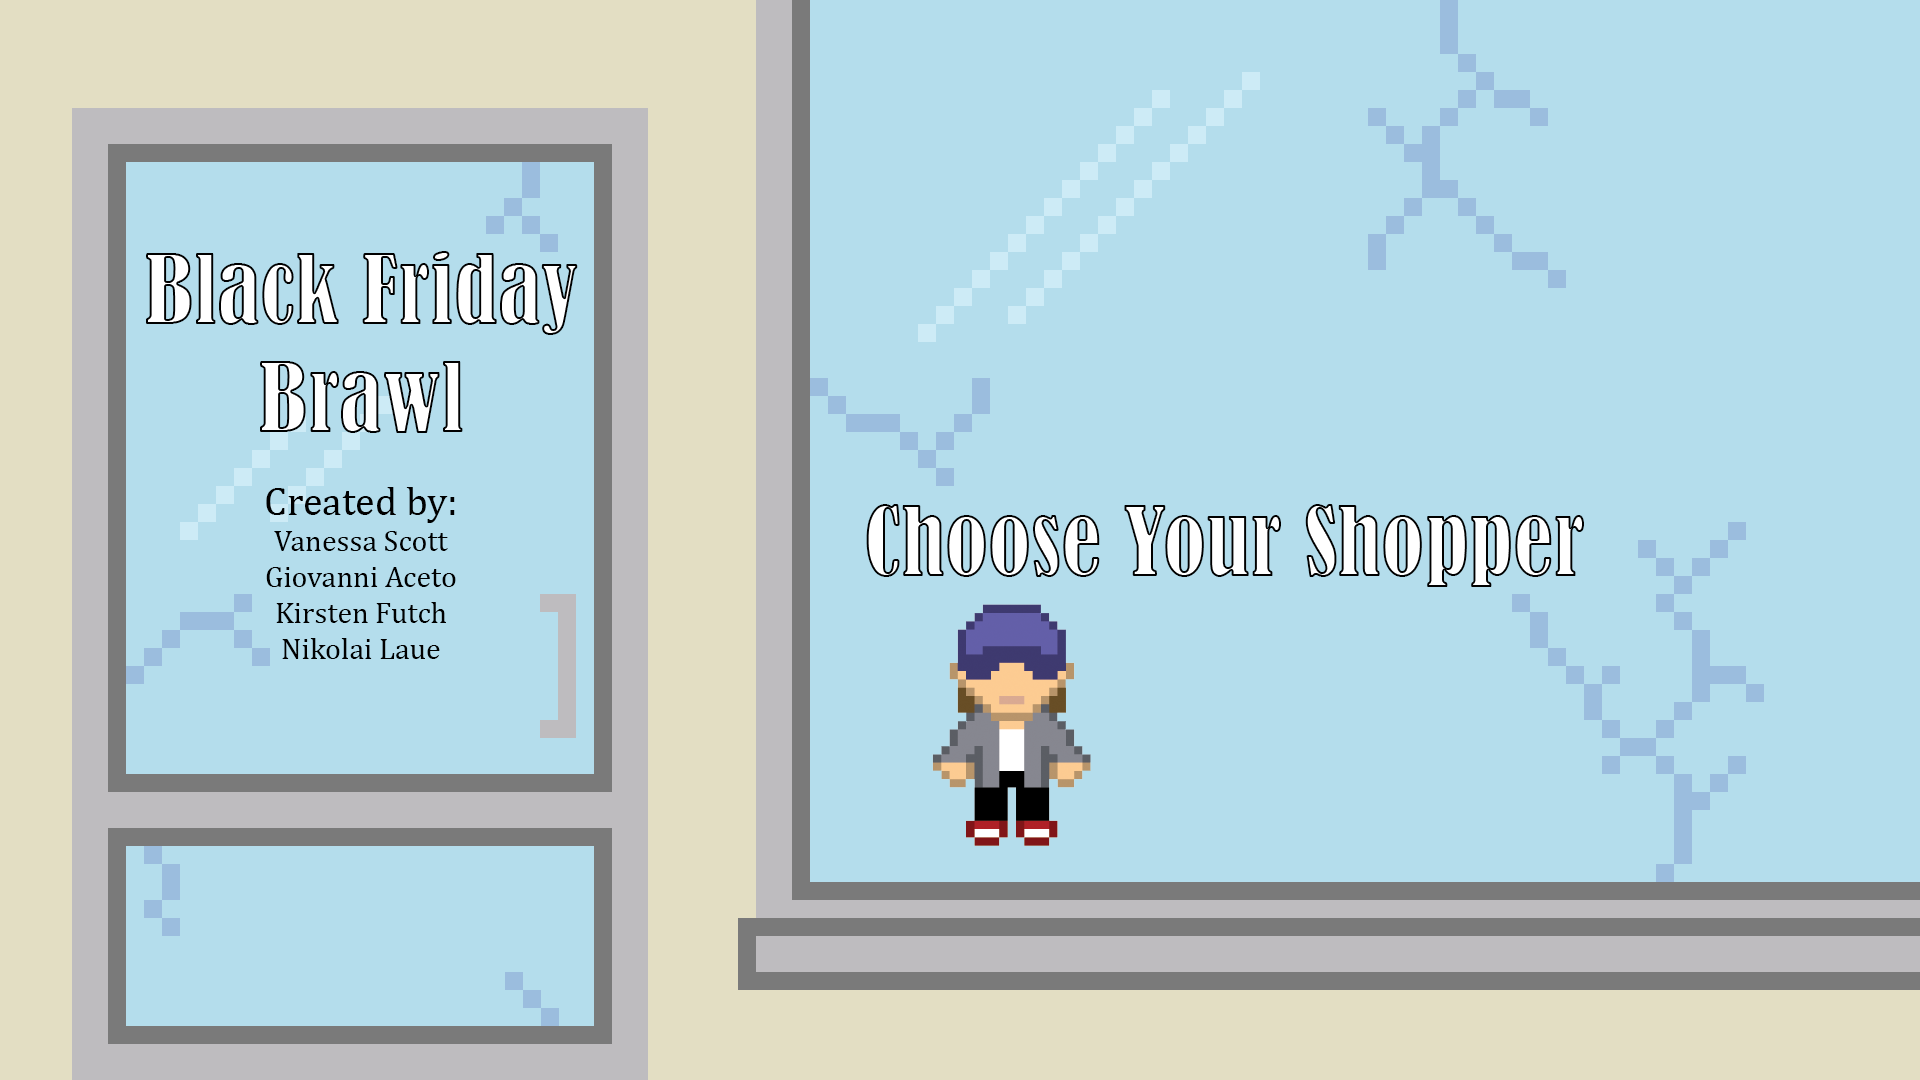 Black Friday
Brawl
Created by:
Vanessa Scott
Giovanni Aceto
Kirsten Futch
Nikolai Laue
Choose Your Shopper